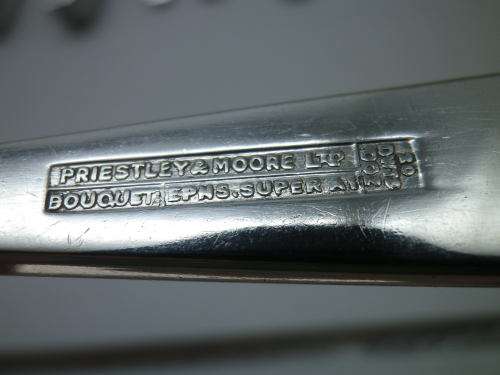 PRIESTLEY & MOORE LTD
BOUQUET. EPNS. SUPER A1